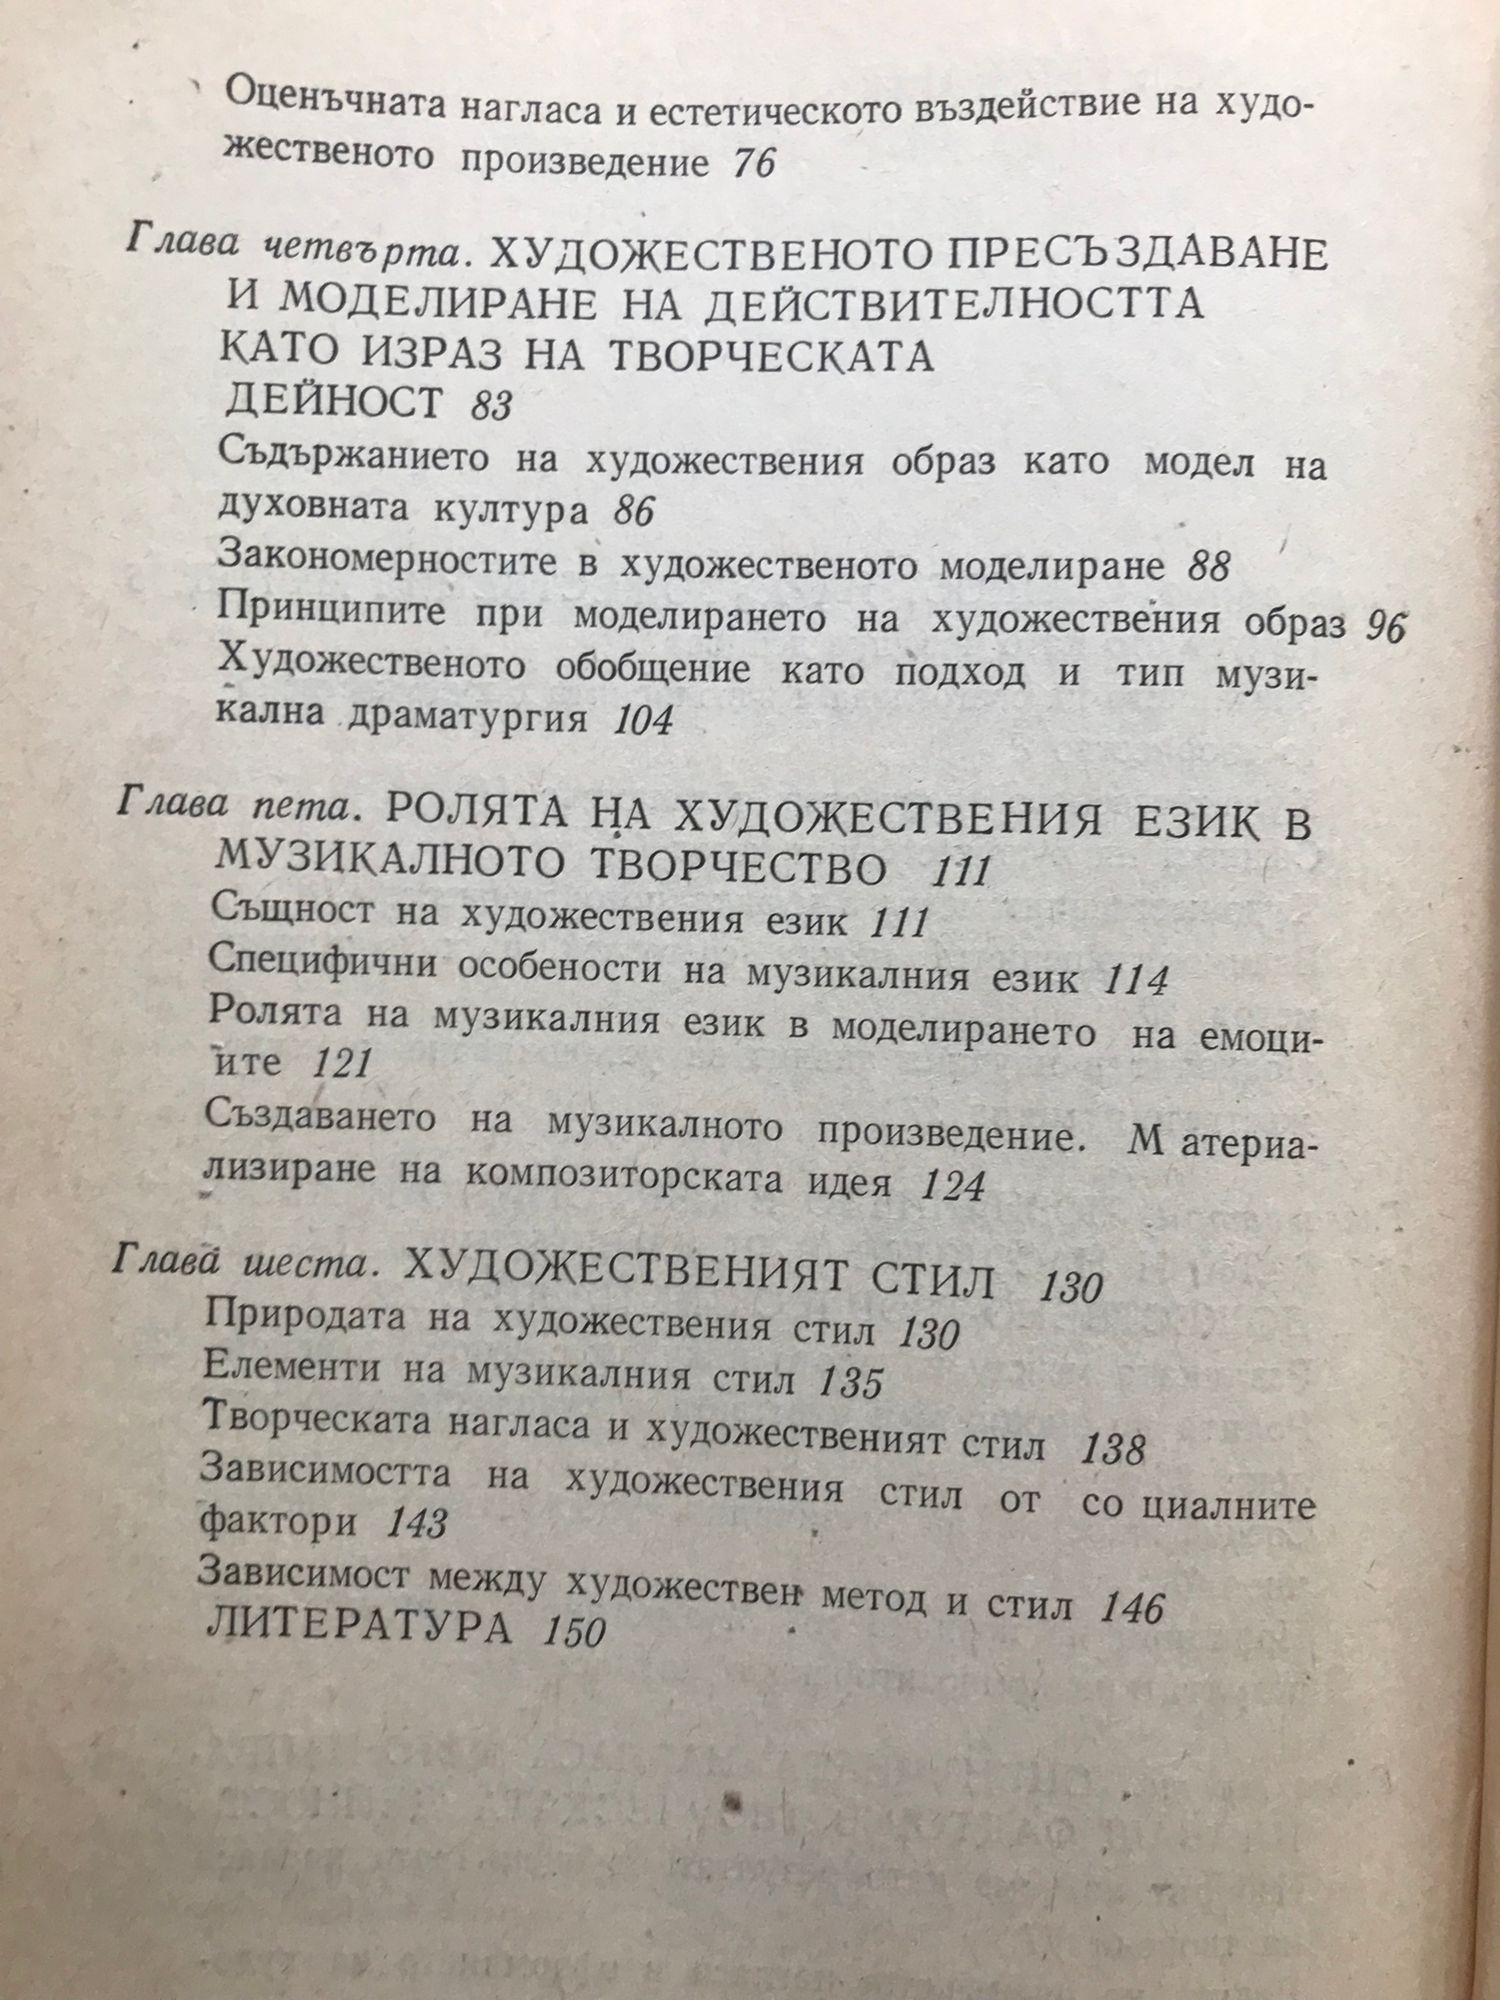 Оценъчната нагласа и естетическото въздействие на худо-
жественото произведение 76
Глава четвърта. ХУДОЖЕСТВЕНОТО ПРЕСЪЗДАВАНЕ
И МОДЕЛИРАНЕ НА ДЕЙСТВИТЕЛНОСТТА
КАТО ИЗРАЗ НА ТВОРЧЕСКАТА
ДЕЙНОСТ 83
Съдържанието на художествения образ като модел на
духовната култура 86
Закономерностите в художественото моделиране 88
Принципите при моделирането на художествения образ 96
Художественото обобщение като подход и тип музи-
кална драматургия 104
Глава пета. РОЛЯТА НА ХУДОЖЕСТВЕНИЯ ЕЗИК В
МУЗИКАЛНОТО ТВОРЧЕСТВО 111
Същност на художествения език 111
Специфични особености на музикалния език 114
Ролята на музикалния език в моделирането на емоци-
ите 121
Създаването на музикалното произведение. М атериа-
лизиране на композиторската идея 124
Глава шеста. ХУДОЖЕСТВЕНИЯТ СТИЛ 130
Природата на художествения стил 130
Елементи на музикалния стил 135
Творческата нагласа и художественият стил 138
Зависимостта на художествения стил от со циалните
фактори 143
Зависимост между художествен метод и стил 146
ЛИТЕРАТУРА 150